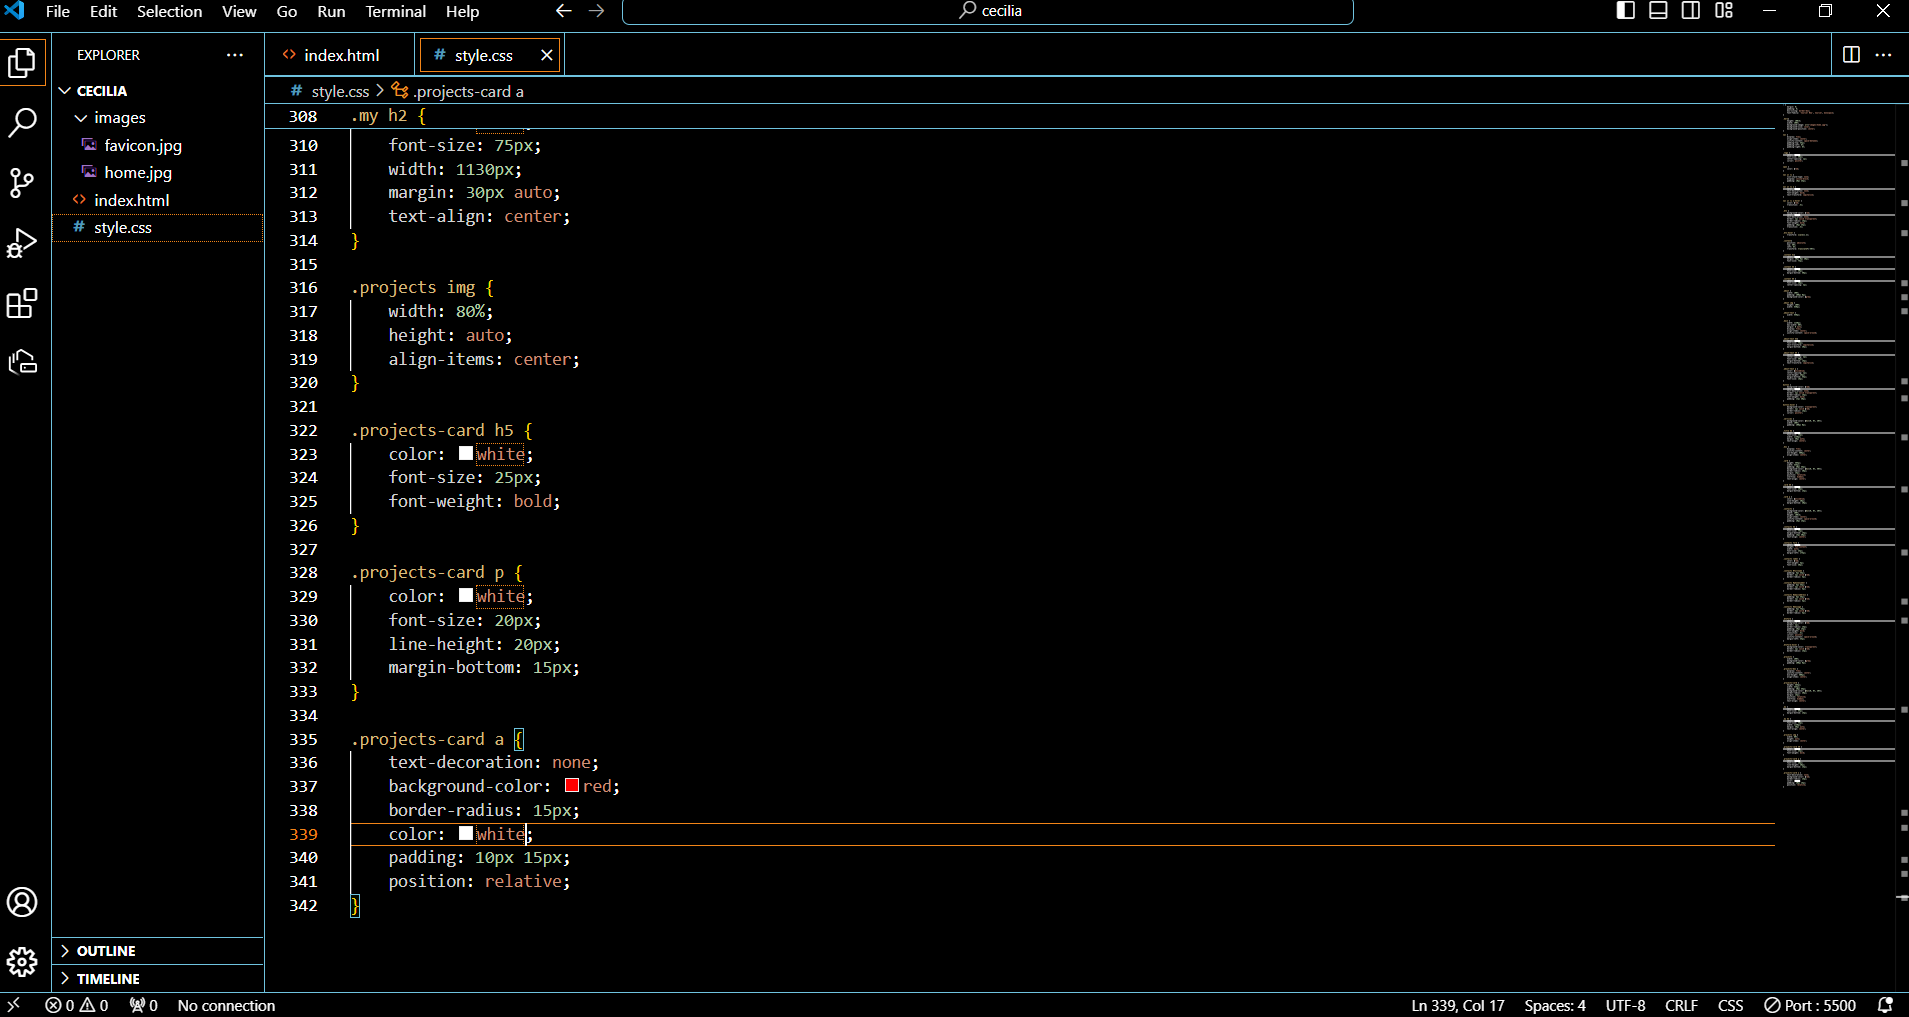 File Edit Selection View Go Run Terminal Help
cecilia
EXPLORER
index.html
style.css
CECILIA
images
favicon.jpg
home.jpg
index.html
style.css
OUTLINE
TIMELINE
style.css > .projects-card a
308 .my h2 {
310 font-size: 75px;
311 width: 1130px;
312 margin: 30px auto;
313 text-align: center;
314 }
315
316 .projects img {
317 width: 80%;
318 height: auto;
319 align-items: center;
320 }
321
322 .projects-card h5 {
323 color: white;
324 font-size: 25px;
325 font-weight: bold;
326 }
327
328 .projects-card p {
329 color: white;
330 font-size: 20px;
331 line-height: 20px;
332 margin-bottom: 15px;
333 }
334
335 .projects-card a {
336 text-decoration: none;
337 background-color: red;
338 border-radius: 15px;
339 color: white;
340 padding: 10px 15px;
341 position: relative;
342 }
0 0 0 No connection
Ln 339, Col 17 Spaces: 4 UTF-8 CRLF CSS Port : 5500